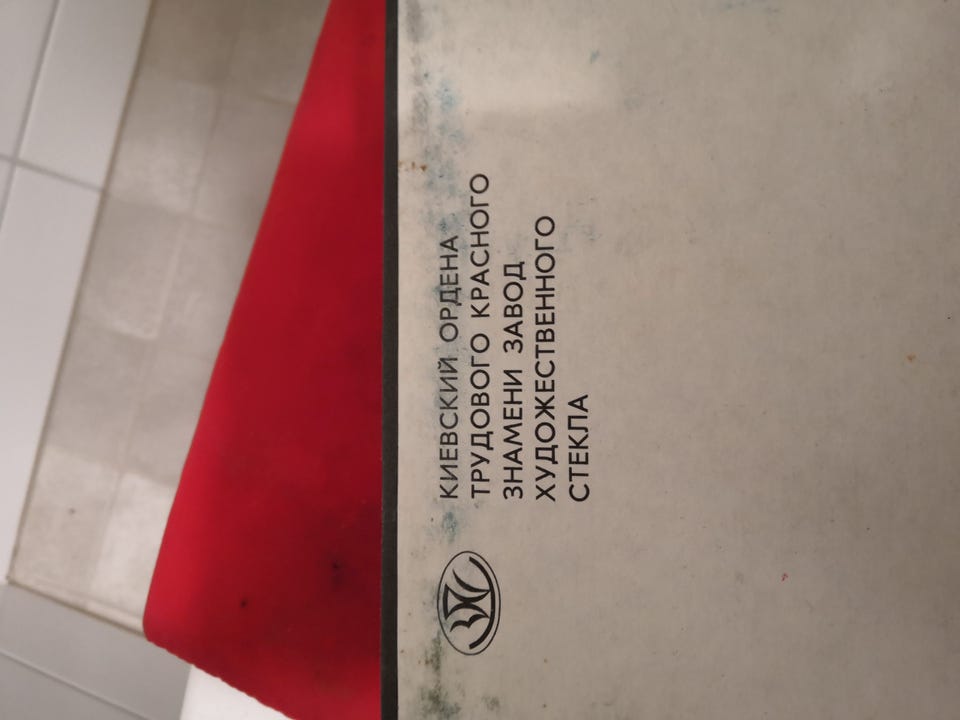 КИЕВСКИЙ ОРДЕНА
ТРУДОВОГО КРАСНОГО
ЗНАМЕНИ ЗАВОД
ХУДОЖЕСТВЕННОГО
СТЕКЛА